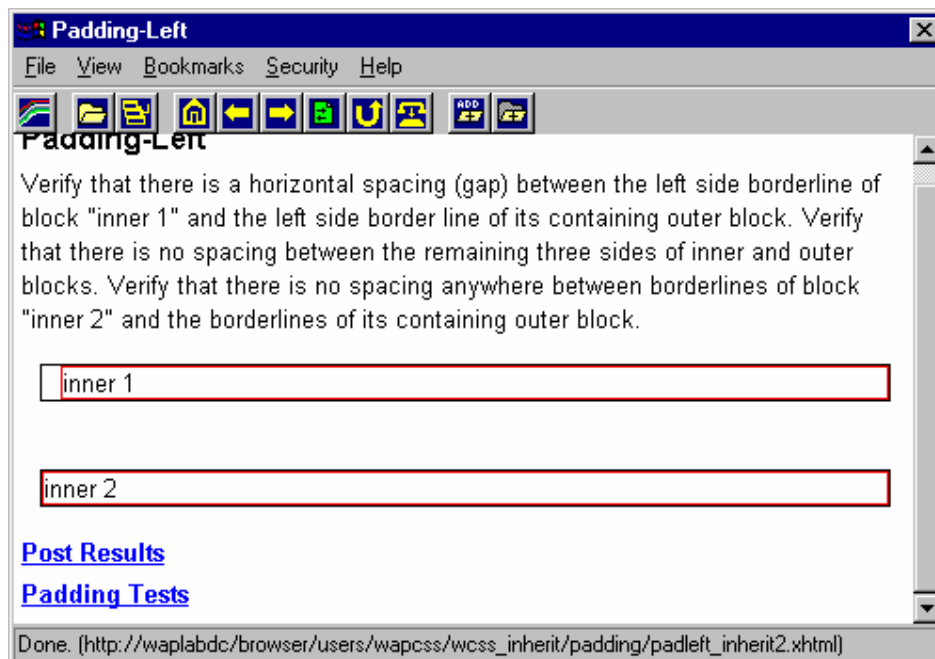 Padding-Left
File View Bookmarks Security Help
ADD
Padding-Left
Verify that there is a horizontal spacing (gap) between the left side borderline of
block "inner 1" and the left side border line of its containing outer block. Verify
that there is no spacing between the remaining three sides of inner and outer
blocks. Verify that there is no spacing anywhere between borderlines of block
"inner 2" and the borderlines of its containing outer block.
inner 1
inner 2
Post Results
Padding Tests
Done. (http://waplabdc/browser/users/wapcss/wcss_inherit/padding/padleft_inherit2.xhtml)